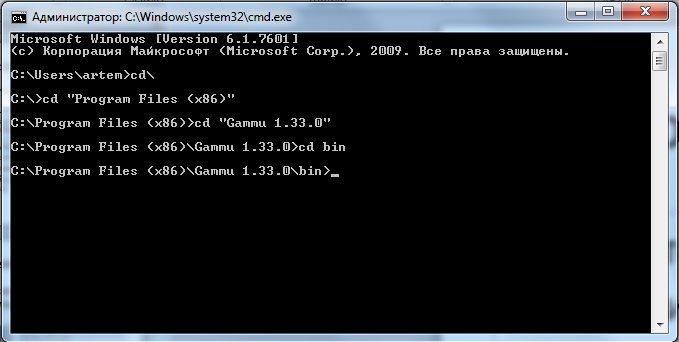 Администратор: C:\Windows\system32\cmd.exe
Microsoft Windows [Version 6.1.7601]
(c) Корпорация Майкрософт (Microsoft Corp.), 2009. Все права защищены.
C:\Users\artem>cd\
C:\>cd "Program Files (x86)"
C:\Program Files (x86)>cd "Gammu 1.33.0"
C:\Program Files (x86)\Gammu 1.33.0>cd bin
C:\Program Files (x86)\Gammu 1.33.0\bin>_